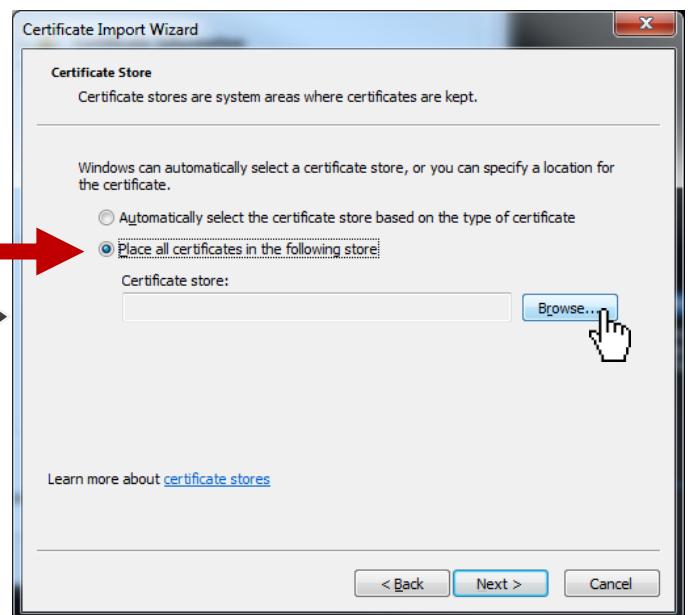 Certificate Import Wizard
Certificate Store
Certificate stores are system areas where certificates are kept.
Windows can automatically select a certificate store, or you can specify a location for
the certificate.
Automatically select the certificate store based on the type of certificate
Place all certificates in the following store
Certificate store:
Browse...
Learn more about certificate stores
< Back Next > Cancel